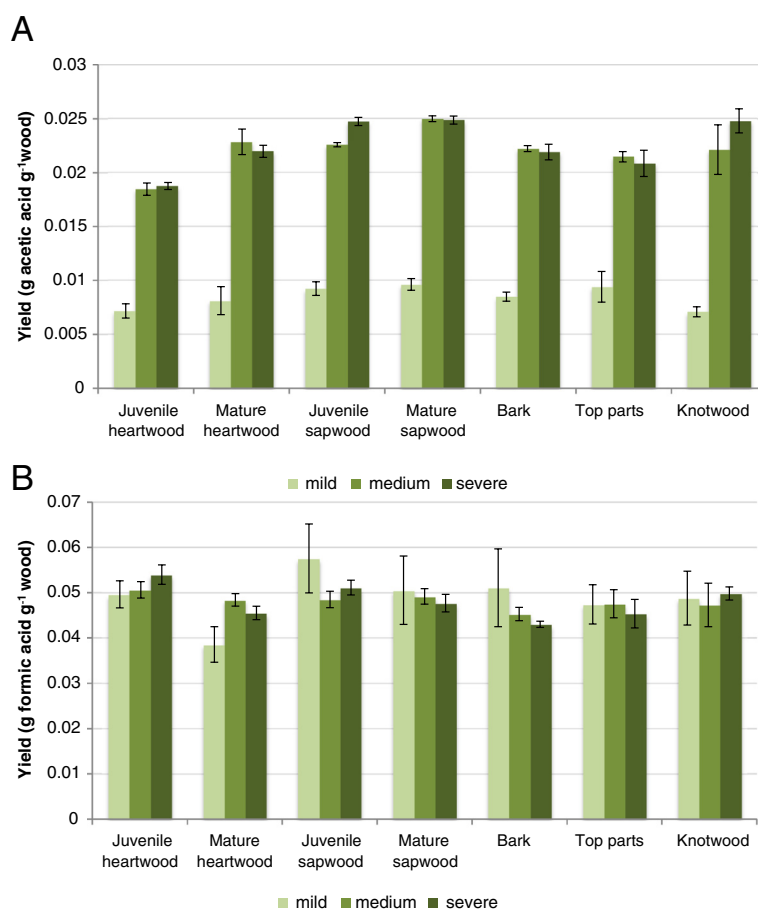 A
Yield (g acetic acid g-1wood)
0.03
0.025
0.02
0.015
0.01
0.005
0
Juvenile heartwood
Mature heartwood
Juvenile sapwood
Mature sapwood
Bark
Top parts
Knotwood
mild medium severe
B
Yield (g formic acid g-1 wood)
0.07
0.06
0.05
0.04
0.03
0.02
0.01
0
Juvenile heartwood
Mature heartwood
Juvenile sapwood
Mature sapwood
Bark
Top parts
Knotwood
mild medium severe